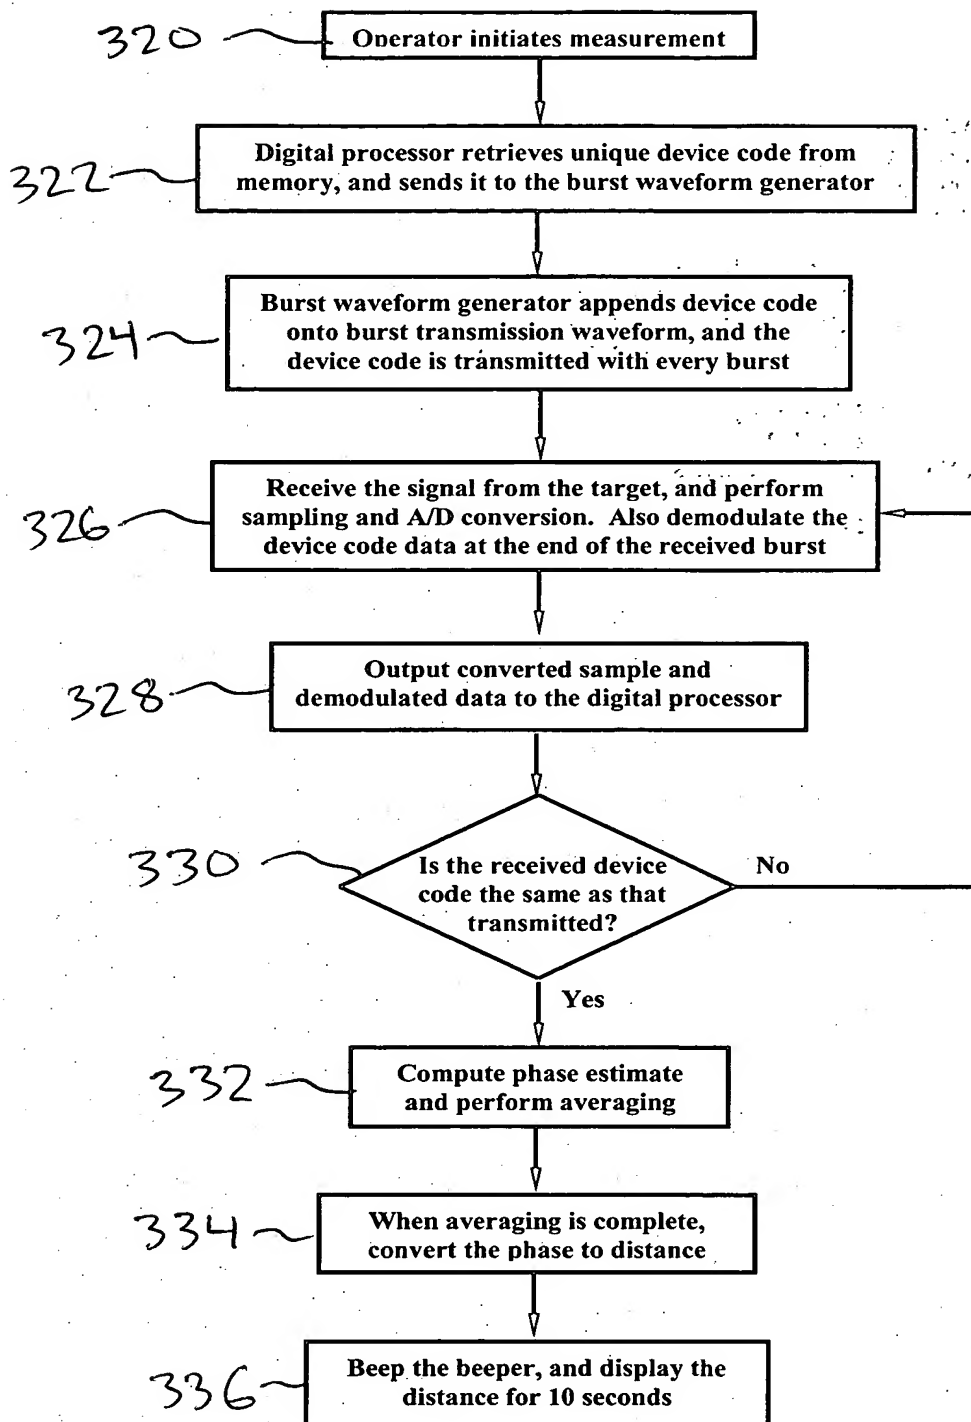 320
Operator initiates measurement
322
Digital processor retrieves unique device code from
memory, and sends it to the burst waveform generator
324
Burst waveform generator appends device code
onto burst transmission waveform, and the
device code is transmitted with every burst
326
Receive the signal from the target, and perform
sampling and A/D conversion. Also demodulate the
device code data at the end of the received burst
328
Output converted sample and
demodulated data to the digital processor
330
Is the received device
code the same as that
transmitted?
No
Yes
332
Compute phase estimate
and perform averaging
334
When averaging is complete,
convert the phase to distance
336
Beep the beeper, and display the
distance for 10 seconds